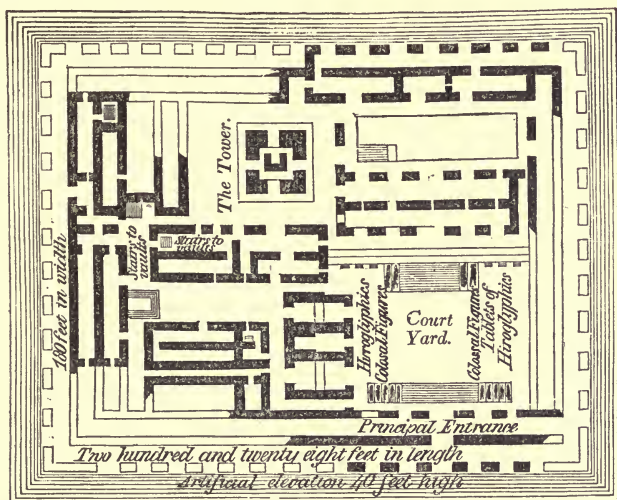 The Tower.
180 feet in width
Stairs to
vaults
Stairs to
vaults
Hieroglyphics
Colossal Figures
Court
Yard.
Colossal Figures
Tablets of
Hieroglyphics
Principal Entrance
Two hundred and twenty eight feet in length
Artificial elevation 40 feet high